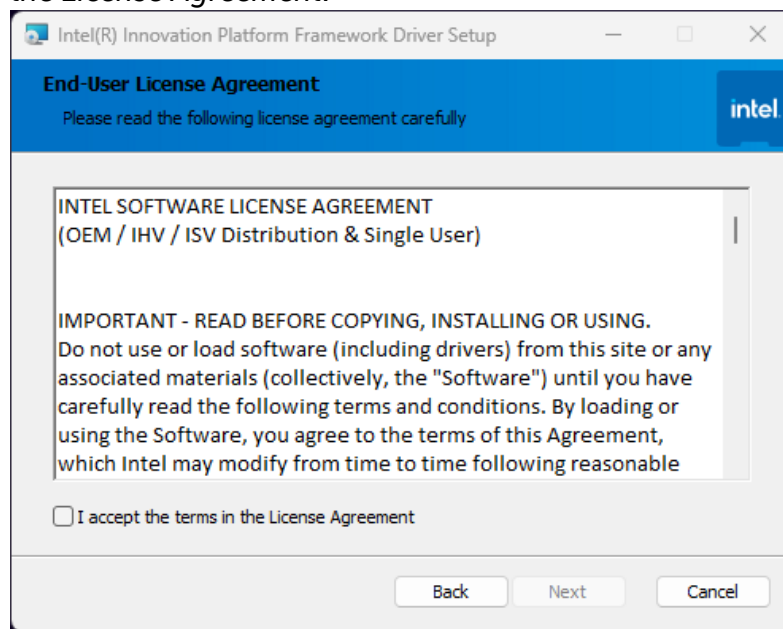 the License Agreement.
Intel(R) Innovation Platform Framework Driver Setup
End-User License Agreement
Please read the following license agreement carefully
intel.
INTEL SOFTWARE LICENSE AGREEMENT
(OEM / IHV / ISV Distribution & Single User)
IMPORTANT - READ BEFORE COPYING, INSTALLING OR USING.
Do not use or load software (including drivers) from this site or any
associated materials (collectively, the "Software") until you have
carefully read the following terms and conditions. By loading or
using the Software, you agree to the terms of this Agreement,
which Intel may modify from time to time following reasonable
I accept the terms in the License Agreement
Back Next Cancel